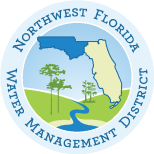 NORTHWEST FLORIDA
WATER MANAGEMENT DISTRICT